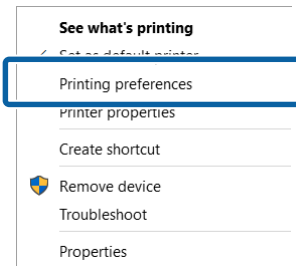 See what's printing
Set as default printer
Printing preferences
Printer properties
Create shortcut
Remove device
Troubleshoot
Properties